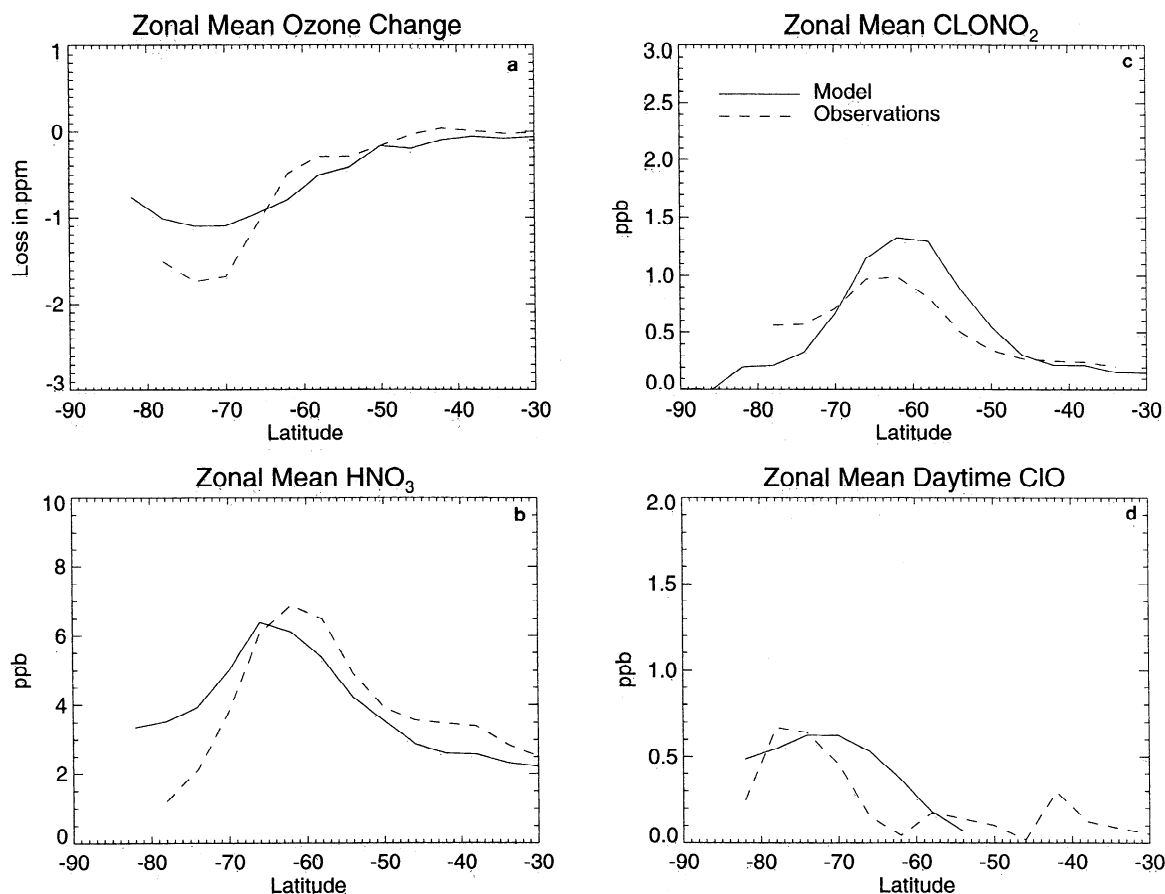 Zonal Mean Ozone Change
a
1
0
-1
-2
-3
Loss in ppm
-90 -80 -70 -60 -50 -40 -30
Latitude
Zonal Mean CLONO₂
c
Model
Observations
3.0
2.5
2.0
1.5
1.0
0.5
0.0
ppb
-90 -80 -70 -60 -50 -40 -30
Latitude
Zonal Mean HNO₃
b
10
8
6
4
2
0
ppb
-90 -80 -70 -60 -50 -40 -30
Latitude
Zonal Mean Daytime ClO
d
2.0
1.5
1.0
0.5
0.0
ppb
-90 -80 -70 -60 -50 -40 -30
Latitude